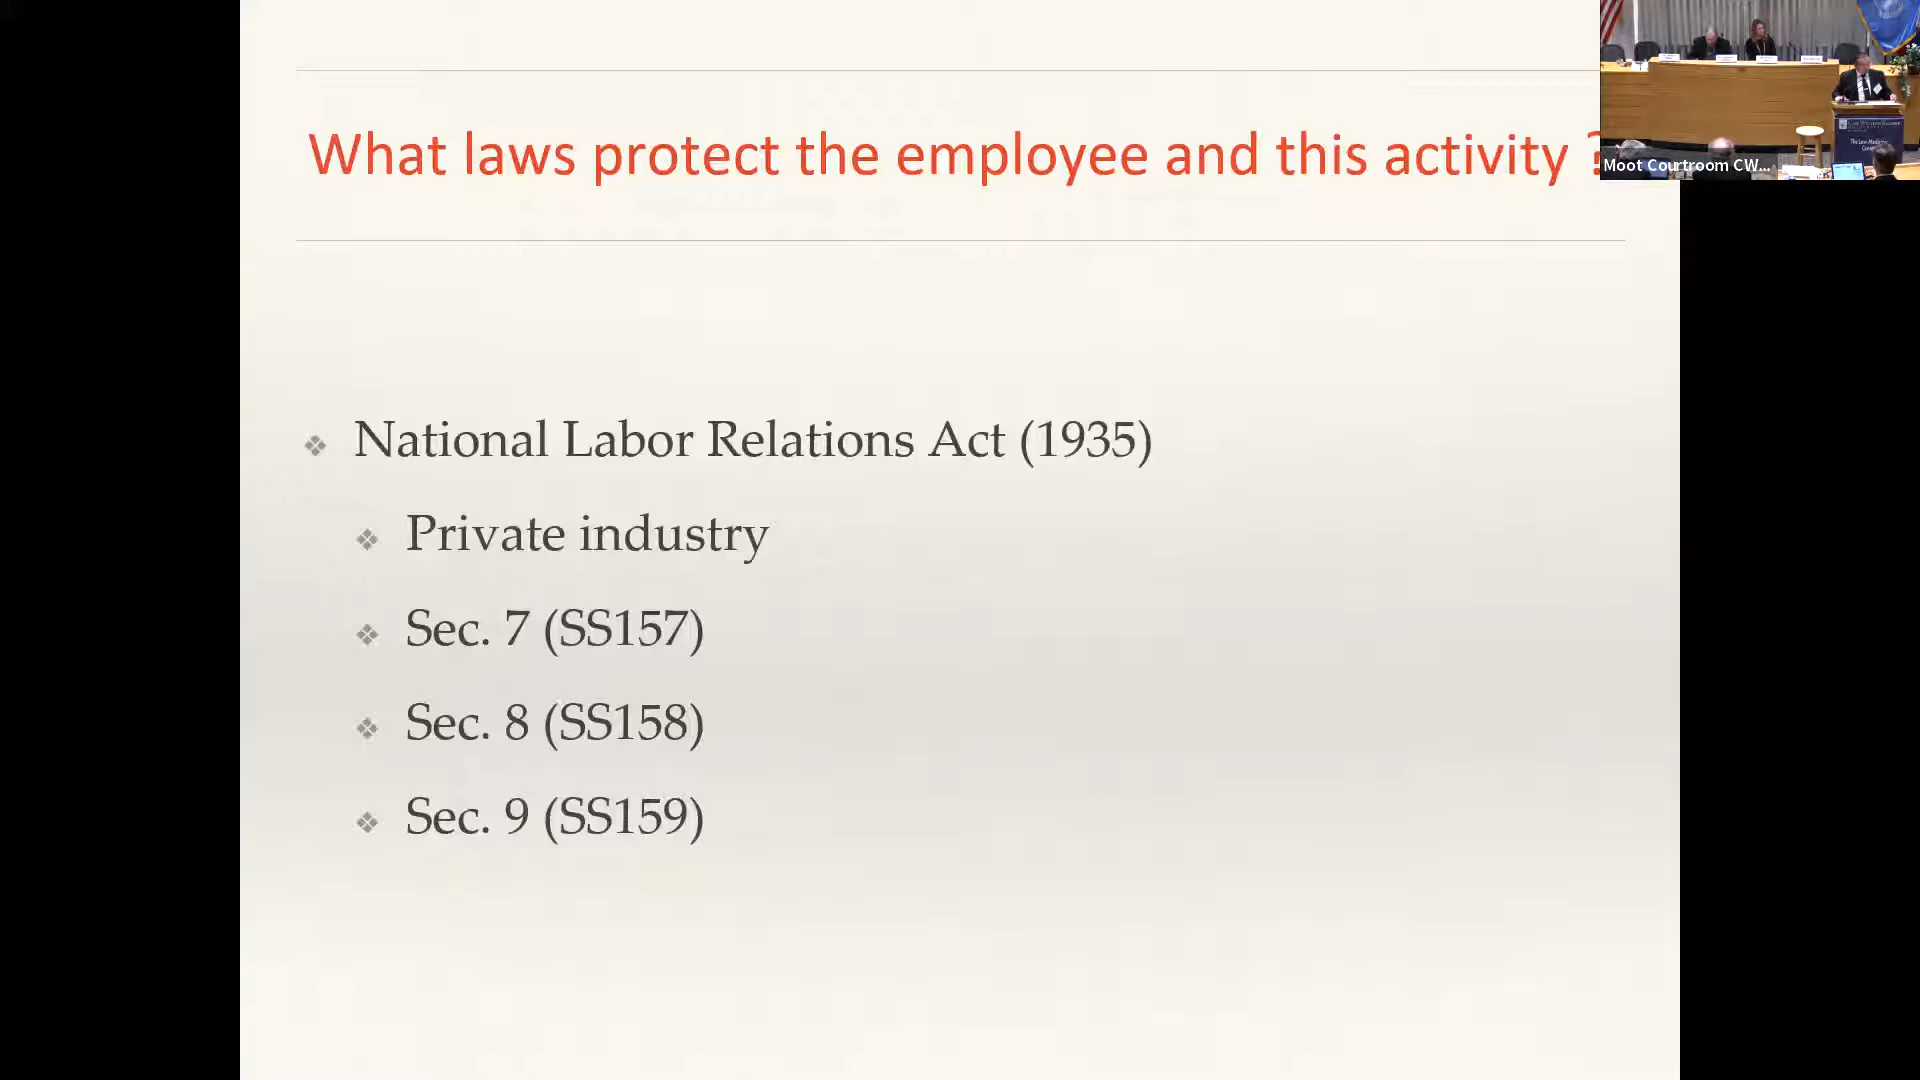 What laws protect the employee and this activity ?
National Labor Relations Act (1935)
Private industry
Sec. 7 (SS157)
Sec. 8 (SS158)
Sec. 9 (SS159)
Moot Courtroom CW...